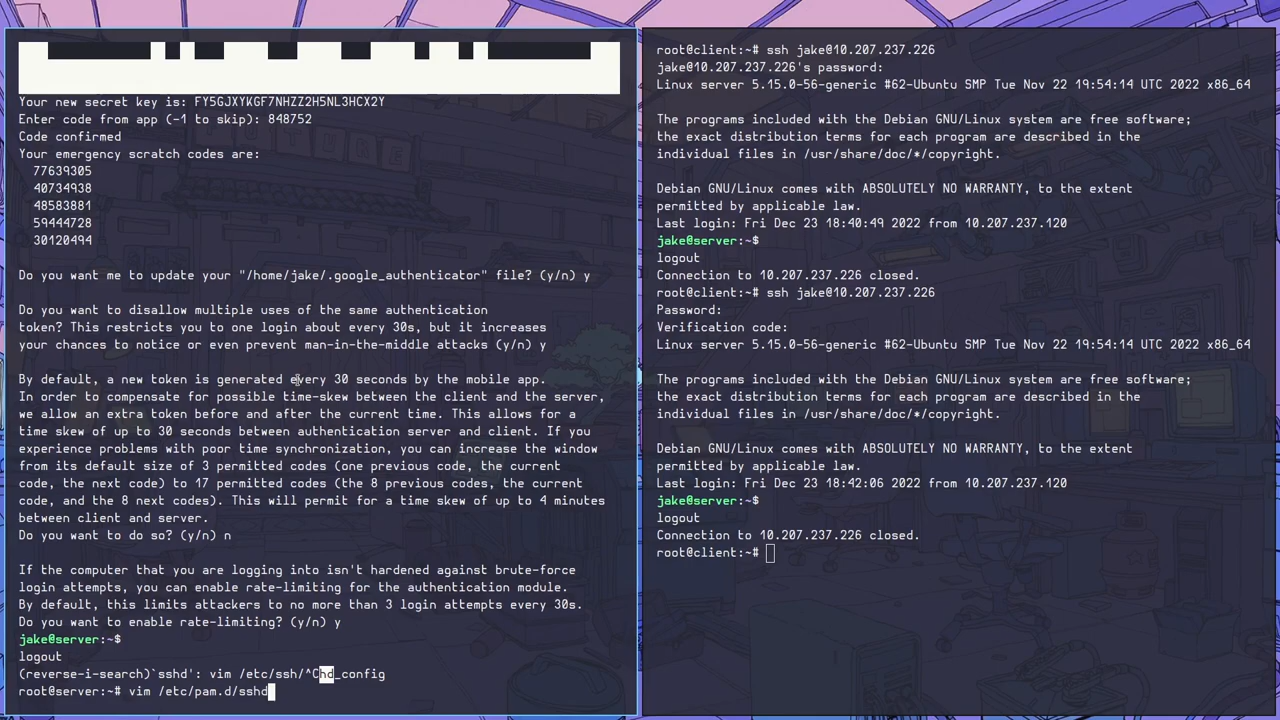 Your new secret key is: FY5GJXYKGF7NHZZ2H5NL3HCX2Y
Enter code from app (-1 to skip): 848752
Code confirmed
Your emergency scratch codes are:
77639305
40734938
48583881
59444728
30120494
Do you want me to update your "/home/jake/.google_authenticator" file? (y/n) y
Do you want to disallow multiple uses of the same authentication
token? This restricts you to one login about every 30s, but it increases
your chances to notice or even prevent man-in-the-middle attacks (y/n) y
By default, a new token is generated every 30 seconds by the mobile app.
In order to compensate for possible time-skew between the client and the server,
we allow an extra token before and after the current time. This allows for a
time skew of up to 30 seconds between authentication server and client. If you
experience problems with poor time synchronization, you can increase the window
from its default size of 3 permitted codes (one previous code, the current
code, the next code) to 17 permitted codes (the 8 previous codes, the current
code, and the 8 next codes). This will permit for a time skew of up to 4 minutes
between client and server.
Do you want to do so? (y/n) n
If the computer that you are logging into isn't hardened against brute-force
login attempts, you can enable rate-limiting for the authentication module.
By default, this limits attackers to no more than 3 login attempts every 30s.
Do you want to enable rate-limiting? (y/n) y
jake@server:~$
logout
(reverse-i-search)`sshd': vim /etc/ssh/^Chd_config
root@server:~# vim /etc/pam.d/sshd
root@client:~# ssh jake@10.207.237.226
jake@10.207.237.226's password:
Linux server 5.15.0-56-generic #62-Ubuntu SMP Tue Nov 22 19:54:14 UTC 2022 x86_64
The programs included with the Debian GNU/Linux system are free software;
the exact distribution terms for each program are described in the
individual files in /usr/share/doc/*/copyright.
Debian GNU/Linux comes with ABSOLUTELY NO WARRANTY, to the extent
permitted by applicable law.
Last login: Fri Dec 23 18:40:49 2022 from 10.207.237.120
jake@server:~$
logout
Connection to 10.207.237.226 closed.
root@client:~# ssh jake@10.207.237.226
Password:
Verification code:
Linux server 5.15.0-56-generic #62-Ubuntu SMP Tue Nov 22 19:54:14 UTC 2022 x86_64
The programs included with the Debian GNU/Linux system are free software;
the exact distribution terms for each program are described in the
individual files in /usr/share/doc/*/copyright.
Debian GNU/Linux comes with ABSOLUTELY NO WARRANTY, to the extent
permitted by applicable law.
Last login: Fri Dec 23 18:42:06 2022 from 10.207.237.120
jake@server:~$
logout
Connection to 10.207.237.226 closed.
root@client:~#